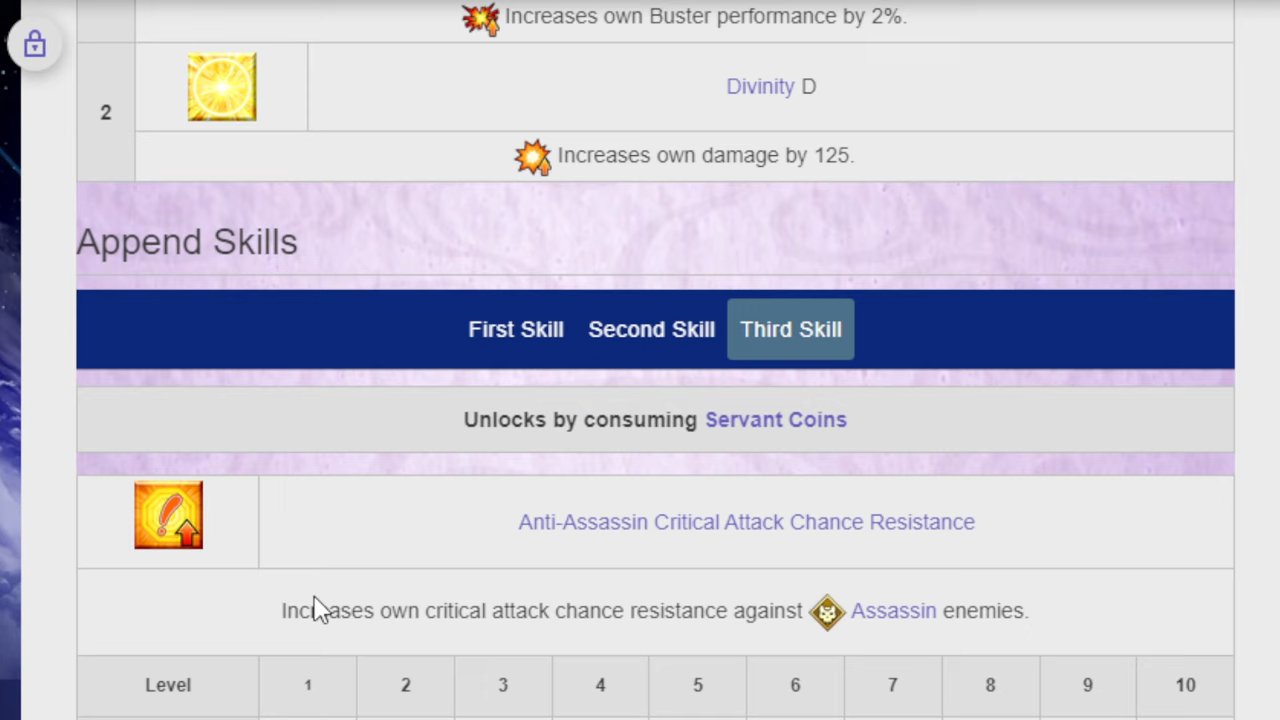 Increases own Buster performance by 2%.
2
Divinity D
Increases own damage by 125.
Append Skills
First Skill Second Skill Third Skill
Unlocks by consuming Servant Coins
Anti-Assassin Critical Attack Chance Resistance
Increases own critical attack chance resistance against Assassin enemies.
Level 1 2 3 4 5 6 7 8 9 10